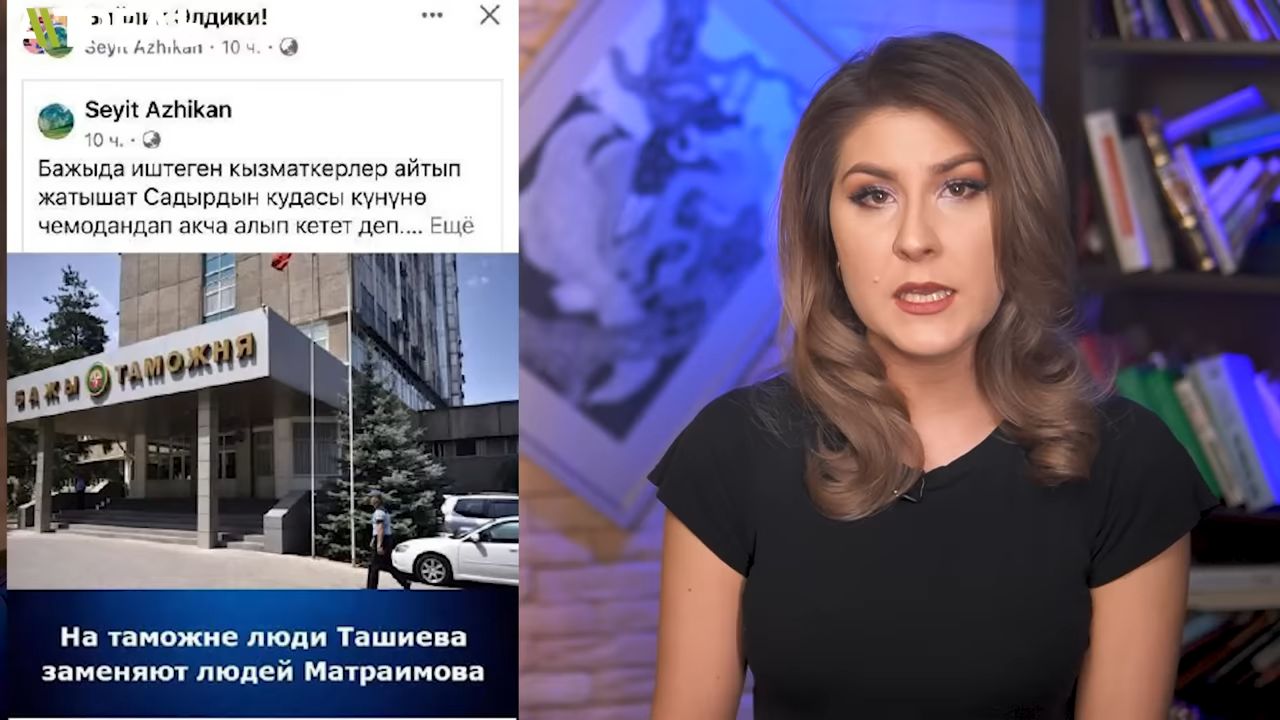 Seyit Azhikan · 10 ч. ·
Seyit Azhikan
10 ч. ·
Бажыда иштеген кызматкерлер айтып
жатышат Садырдын кудасы күнүнө
чемодандап акча алып кетет деп.... Ещё
БАЖЫ ТАМОЖНЯ
На таможне люди Ташиева
заменяют людей Матраимова